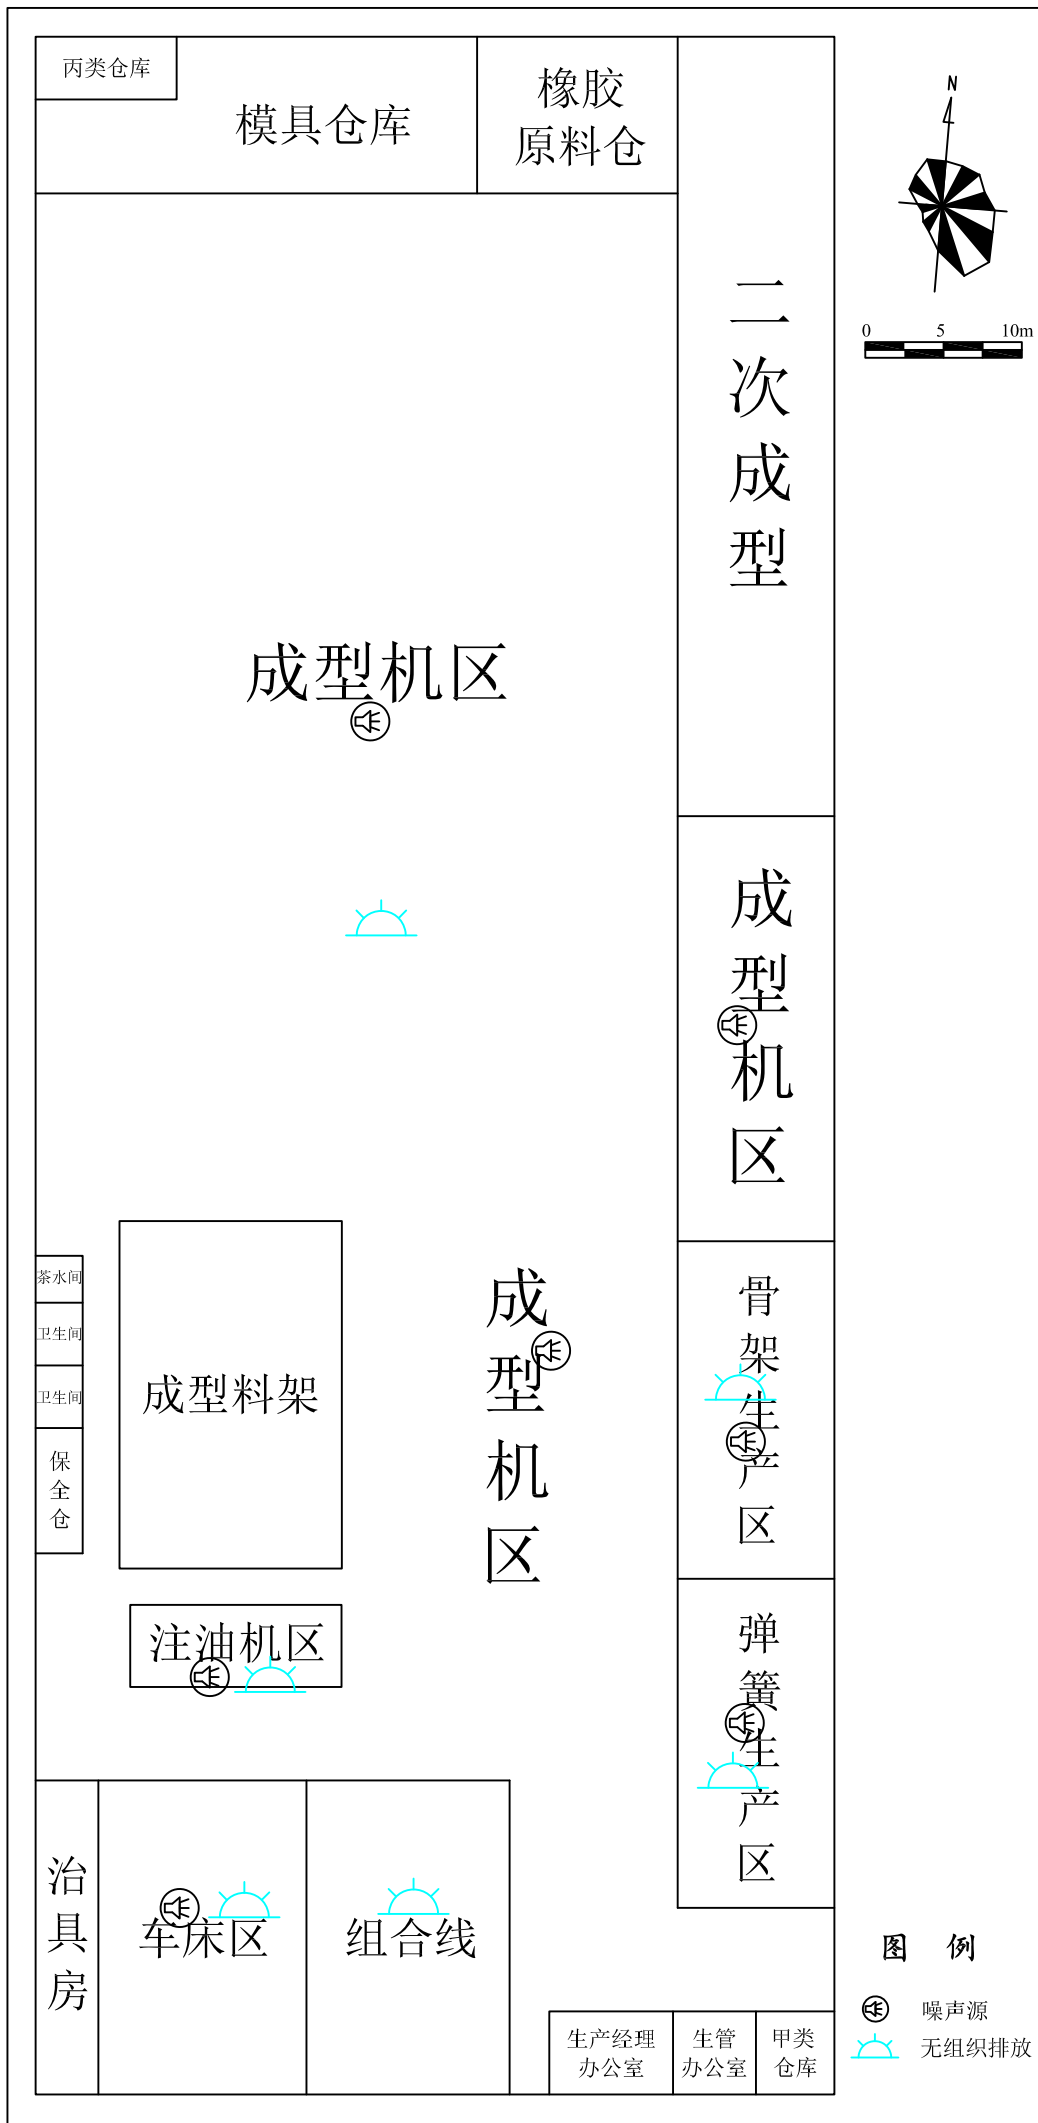 丙类仓库
模具仓库
橡胶
原料仓
N
0 5 10m
二次成型
成型机区
成型机区
茶水间
卫生间
卫生间
保全仓
成型料架
成型机区
骨架生产区
注油机区
弹簧生产区
治具房
车床区
组合线
生产经理
办公室
生管
办公室
甲类
仓库
图 例
噪声源
无组织排放